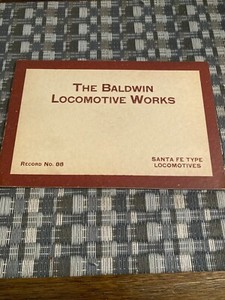 THE BALDWIN
LOCOMOTIVE WORKS
RECORD NO. 88
SANTA FE TYPE
LOCOMOTIVES